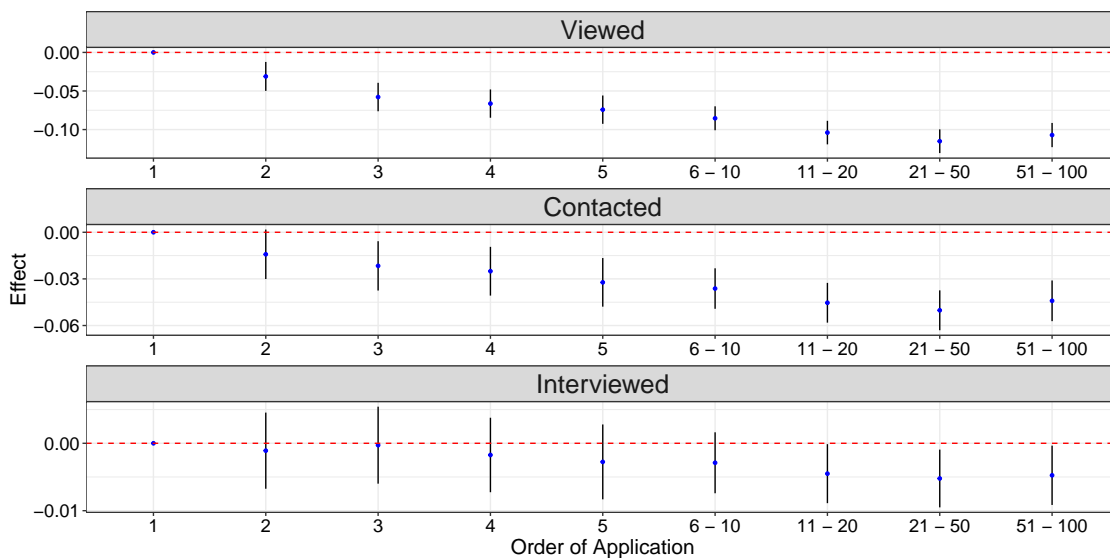 Viewed
0.00
−0.05
−0.10
1 2 3 4 5 6 − 10 11 − 20 21 − 50 51 − 100
Contacted
0.00
−0.03
−0.06
1 2 3 4 5 6 − 10 11 − 20 21 − 50 51 − 100
Effect
Interviewed
0.00
−0.01
1 2 3 4 5 6 − 10 11 − 20 21 − 50 51 − 100
Order of Application